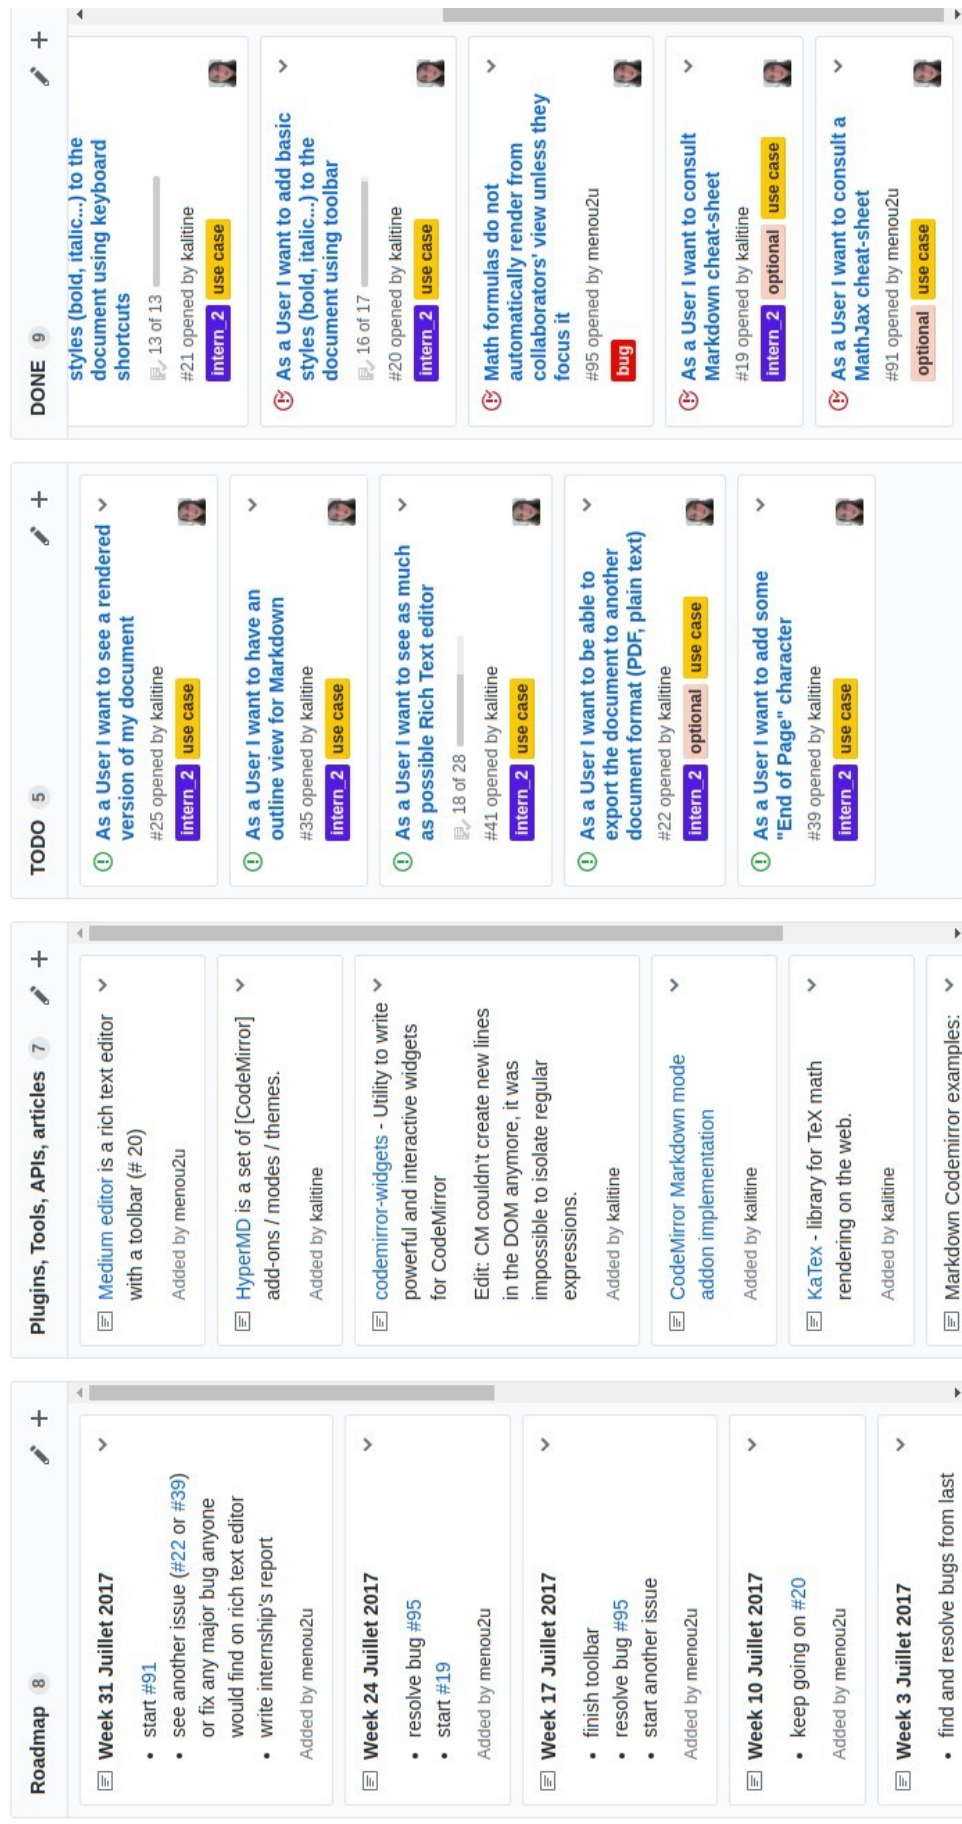 Roadmap 8
Week 31 Juillet 2017
• start #91
• see another issue (#22 or #39)
or fix any major bug anyone
would find on rich text editor
• write internship's report
Added by menou2u
Week 24 Juillet 2017
• resolve bug #95
• start #19
Added by menou2u
Week 17 Juillet 2017
• finish toolbar
• resolve bug #95
• start another issue
Added by menou2u
Week 10 Juillet 2017
• keep going on #20
Added by menou2u
Week 3 Juillet 2017
• find and resolve bugs from last
Plugins, Tools, APIs, articles 7
Medium editor is a rich text editor
with a toolbar (# 20)
Added by menou2u
HyperMD is a set of [CodeMirror]
add-ons / modes / themes.
Added by kalitine
codemirror-widgets - Utility to write
powerful and interactive widgets
for CodeMirror
Edit: CM couldn't create new lines
in the DOM anymore, it was
impossible to isolate regular
expressions.
Added by kalitine
CodeMirror Markdown mode
addon implementation
Added by kalitine
KaTex - library for TeX math
rendering on the web.
Added by kalitine
Markdown Codemirror examples:
TODO 5
As a User I want to see a rendered
version of my document
#25 opened by kalitine
intern_2 use case
As a User I want to have an
outline view for Markdown
#35 opened by kalitine
intern_2 use case
As a User I want to see as much
as possible Rich Text editor
18 of 28
#41 opened by kalitine
intern_2 use case
As a User I want to be able to
export the document to another
document format (PDF, plain text)
#22 opened by kalitine
intern_2 optional use case
As a User I want to add some
"End of Page" character
#39 opened by kalitine
intern_2 use case
DONE 9
styles (bold, italic...) to the
document using keyboard
shortcuts
13 of 13
#21 opened by kalitine
intern_2 use case
As a User I want to add basic
styles (bold, italic...) to the
document using toolbar
16 of 17
#20 opened by kalitine
intern_2 use case
Math formulas do not
automatically render from
collaborators' view unless they
focus it
#95 opened by menou2u
bug
As a User I want to consult
Markdown cheat-sheet
#19 opened by kalitine
intern_2 optional use case
As a User I want to consult a
MathJax cheat-sheet
#91 opened by menou2u
optional use case